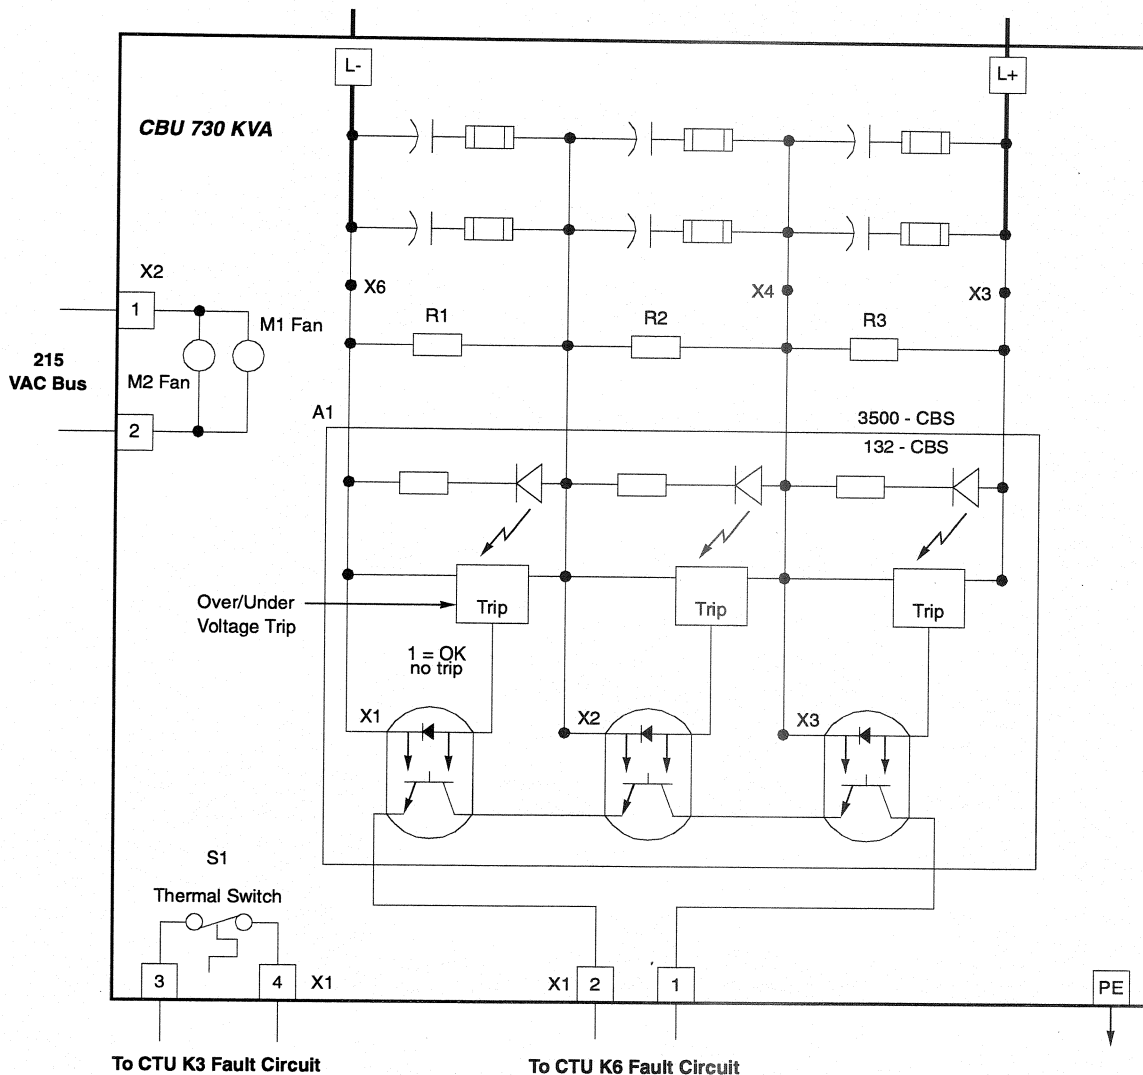 L-
L+
CBU 730 KVA
X2
1
X6
X4
X3
M1 Fan
R1
R2
R3
215
VAC Bus
M2 Fan
2
A1
3500 - CBS
132 - CBS
Over/Under
Voltage Trip
Trip
Trip
Trip
1 = OK
no trip
X1
X2
X3
S1
Thermal Switch
3
4
X1
X1
2
1
PE
To CTU K3 Fault Circuit
To CTU K6 Fault Circuit